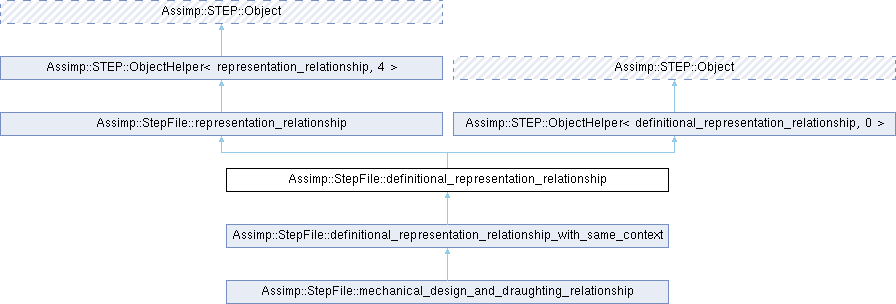 Assimp::STEP::Object
Assimp::STEP::ObjectHelper< representation_relationship, 4 >
Assimp::STEP::Object
Assimp::StepFile::representation_relationship
Assimp::STEP::ObjectHelper< definitional_representation_relationship, 0 >
Assimp::StepFile::definitional_representation_relationship
Assimp::StepFile::definitional_representation_relationship_with_same_context
Assimp::StepFile::mechanical_design_and_draughting_relationship